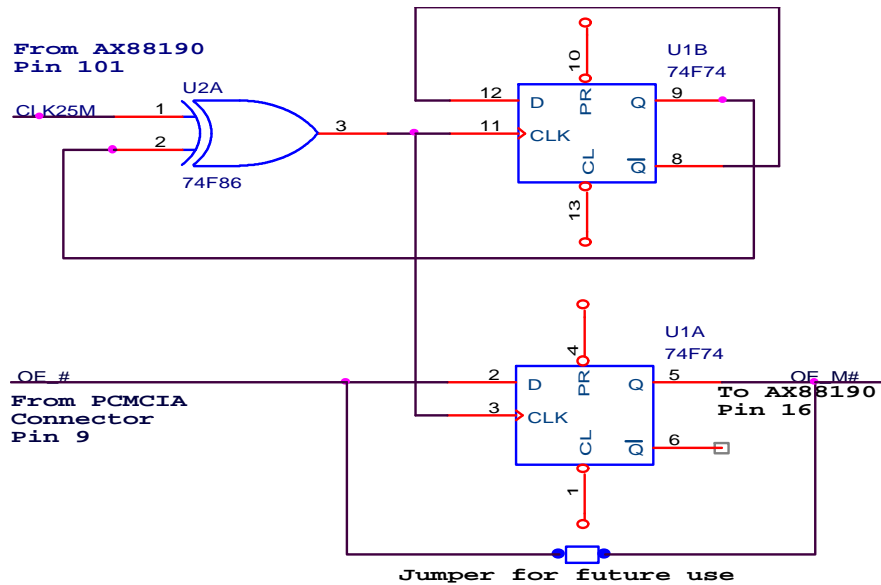 From AX88190
Pin 101
U2A
CLK25M
1
2
3
74F86
U1B
74F74
10
12
D
PR
Q
9
11
CLK
CL
Q
8
13
U1A
74F74
4
OE_#
2
D
PR
Q
5
OE_M#
From PCMCIA
Connector
Pin 9
3
CLK
CL
Q
6
To AX88190
Pin 16
1
Jumper for future use